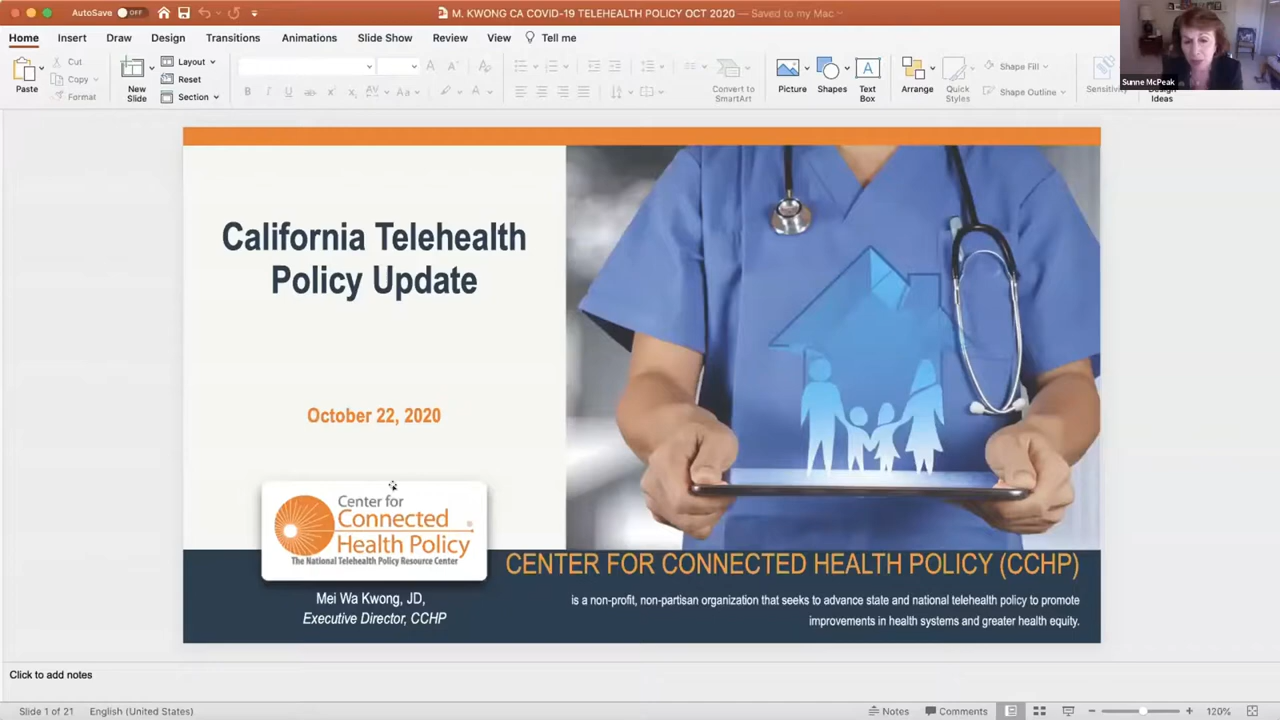 AutoSave OFF
M. KWONG CA COVID-19 TELEHEALTH POLICY OCT 2020 — Saved to my Mac
Home Insert Draw Design Transitions Animations Slide Show Review View Tell me
Paste
Cut
Copy
Format
New
Slide
Layout
Reset
Section
Convert to
SmartArt
Picture
Shapes
Text
Box
Arrange
Quick
Styles
Shape Fill
Shape Outline
Sensitivity
Design
Ideas
Sunne McPeak
California Telehealth
Policy Update
October 22, 2020
Center for
Connected
Health Policy
The National Telehealth Policy Resource Center
Mei Wa Kwong, JD,
Executive Director, CCHP
CENTER FOR CONNECTED HEALTH POLICY (CCHP)
is a non-profit, non-partisan organization that seeks to advance state and national telehealth policy to promote
improvements in health systems and greater health equity.
Click to add notes
Slide 1 of 21 English (United States) Notes Comments 120%